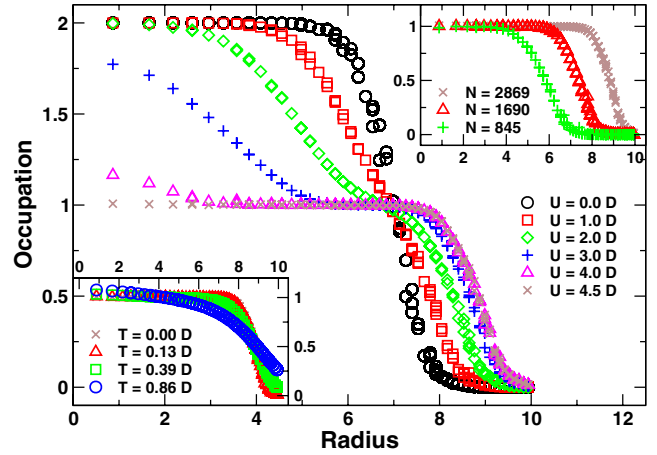 2
1.5
1
0.5
0
Occupation
0 2 4 6 8 10 12
Radius
0 2 4 6 8 10
1
0.5
0
N = 2869
N = 1690
N = 845
U = 0.0 D
U = 1.0 D
U = 2.0 D
U = 3.0 D
U = 4.0 D
U = 4.5 D
0 2 4 6 8 10
1
0.5
0
T = 0.00 D
T = 0.13 D
T = 0.39 D
T = 0.86 D